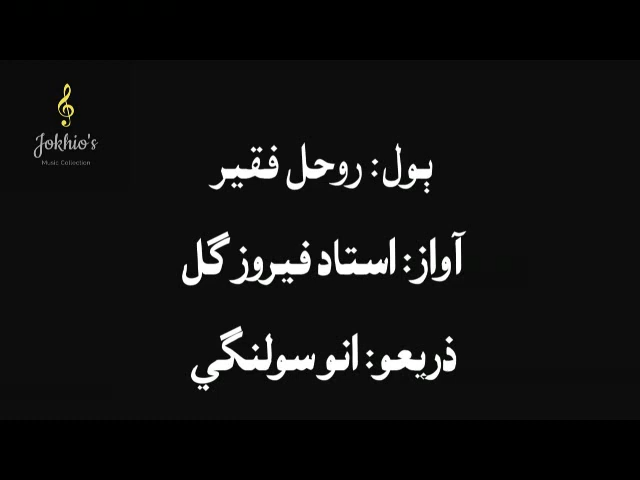 Jokhio's
Music Collection
ٻول: روحل فقير
آواز: استاد فيروز گل
ذريعو: انو سولنگي